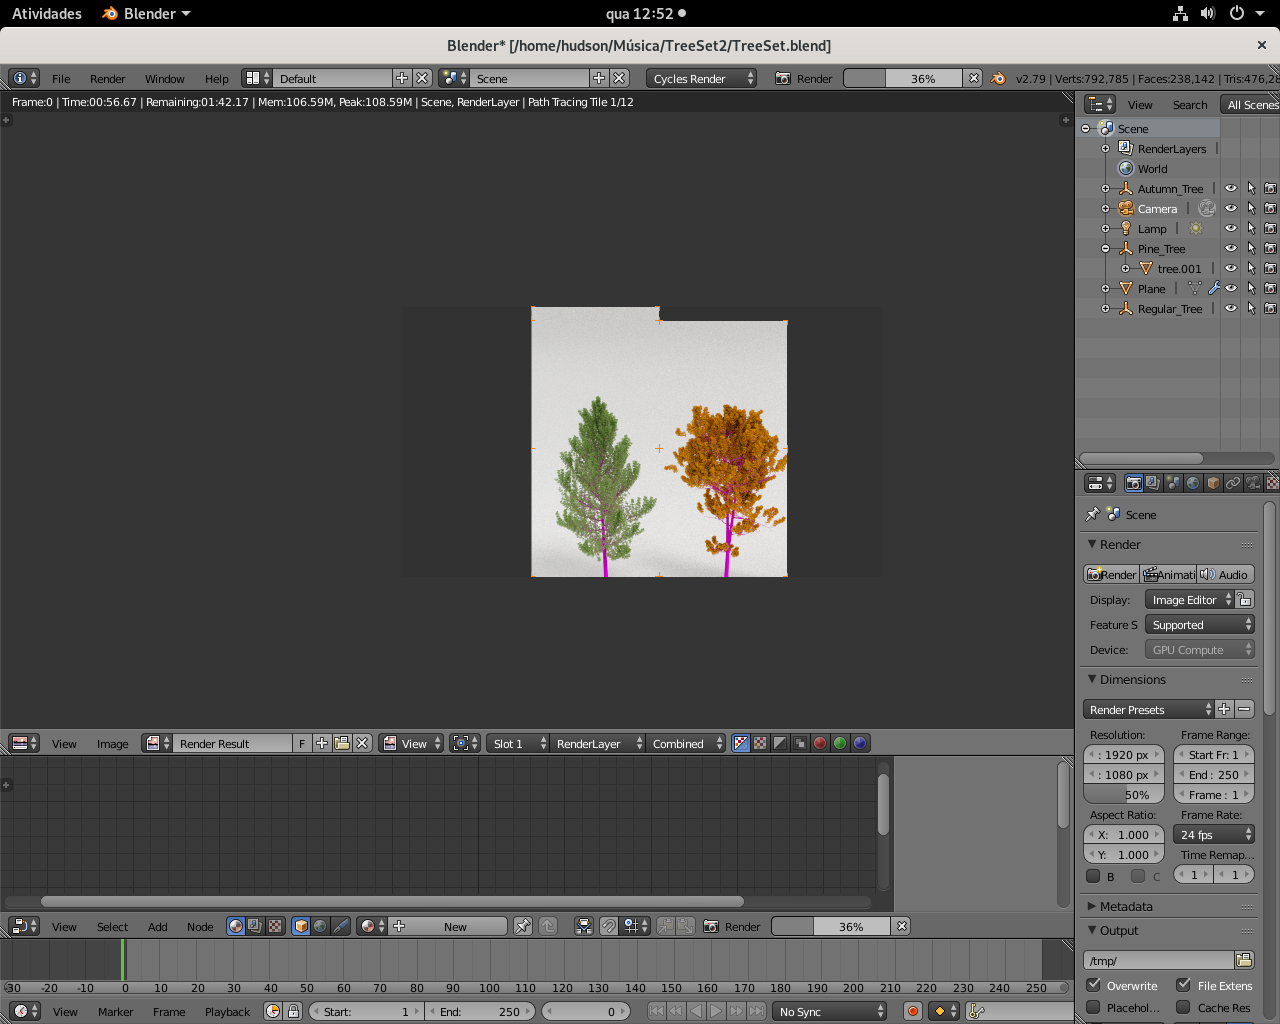 Atividades Blender qua 12:52
Blender* [/home/hudson/Música/TreeSet2/TreeSet.blend]
File Render Window Help Default Scene Cycles Render Render 36% v2.79 | Verts:792,785 | Faces:238,142 | Tris:476,28
Frame:0 | Time:00:56.67 | Remaining:01:42.17 | Mem:106.59M, Peak:108.59M | Scene, RenderLayer | Path Tracing Tile 1/12
View Search All Scenes
Scene
RenderLayers
World
Autumn_Tree
Camera
Lamp
Pine_Tree
tree.001
Plane
Regular_Tree
Scene
Render
Render Animati Audio
Display: Image Editor
Feature S Supported
Device: GPU Compute
Dimensions
Render Presets
Resolution: Frame Range:
: 1920 px Start Fr: 1
: 1080 px End : 250
50% Frame : 1
Aspect Ratio: Frame Rate:
X: 1.000 24 fps
Y: 1.000 Time Remap...
B C 1 1
Metadata
Output
/tmp/
Overwrite File Extens
Placehol... Cache Res
View Image Render Result F View Slot 1 RenderLayer Combined
View Select Add Node New Render 36%
-30 -20 -10 0 10 20 30 40 50 60 70 80 90 100 110 120 130 140 150 160 170 180 190 200 210 220 230 240 250
View Marker Frame Playback Start: 1 End: 250 0 No Sync